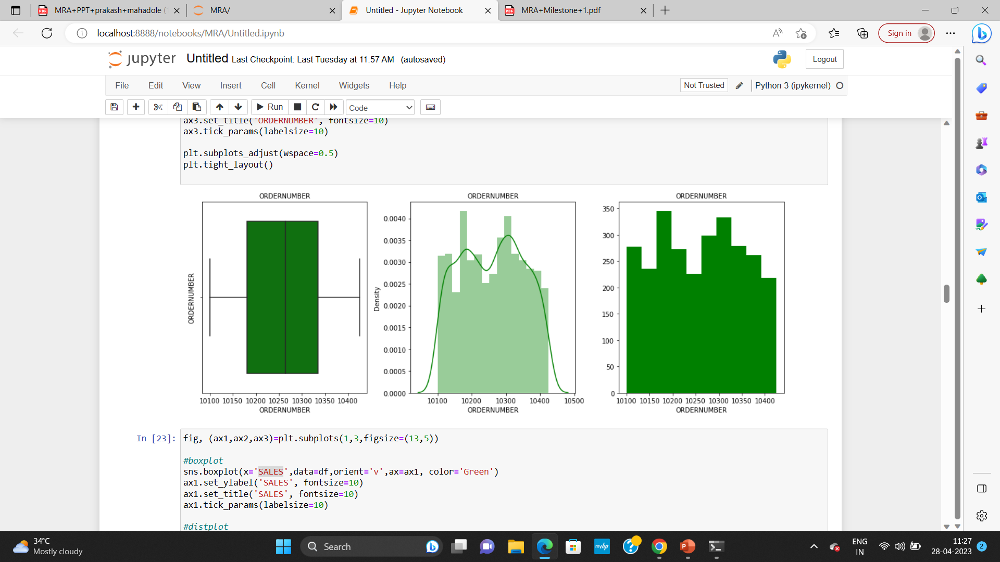 MRA+PPT+prakash+mahadole (
MRA/
Untitled - Jupyter Notebook
MRA+Milestone+1.pdf
localhost:8888/notebooks/MRA/Untitled.ipynb
Sign in
jupyter Untitled Last Checkpoint: Last Tuesday at 11:57 AM (autosaved)
Logout
File Edit View Insert Cell Kernel Widgets Help
Not Trusted Python 3 (ipykernel)
Run Code
ax3.set_title('ORDERNUMBER', fontsize=10)
ax3.tick_params(labelsize=10)
plt.subplots_adjust(wspace=0.5)
plt.tight_layout()
ORDERNUMBER
ORDERNUMBER
10100 10150 10200 10250 10300 10350 10400
ORDERNUMBER
ORDERNUMBER
Density
0.0040
0.0035
0.0030
0.0025
0.0020
0.0015
0.0010
0.0005
0.0000
10100 10200 10300 10400 10500
ORDERNUMBER
ORDERNUMBER
350
300
250
200
150
100
50
0
10100 10150 10200 10250 10300 10350 10400
ORDERNUMBER
In [23]: fig, (ax1,ax2,ax3)=plt.subplots(1,3,figsize=(13,5))
#boxplot
sns.boxplot(x='SALES',data=df,orient='v',ax=ax1, color='Green')
ax1.set_ylabel('SALES', fontsize=10)
ax1.set_title('SALES', fontsize=10)
ax1.tick_params(labelsize=10)
#distplot
34°C
Mostly cloudy
Search
myhp
ENG
IN
11:27
28-04-2023
2